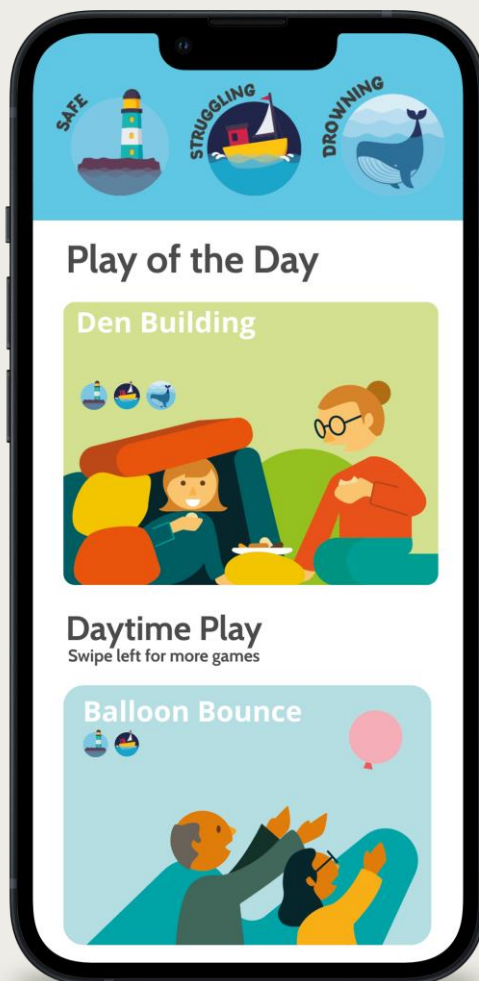 SAFE
STRUGGLING
DROWNING
Play of the Day
Den Building
Daytime Play
Swipe left for more games
Balloon Bounce